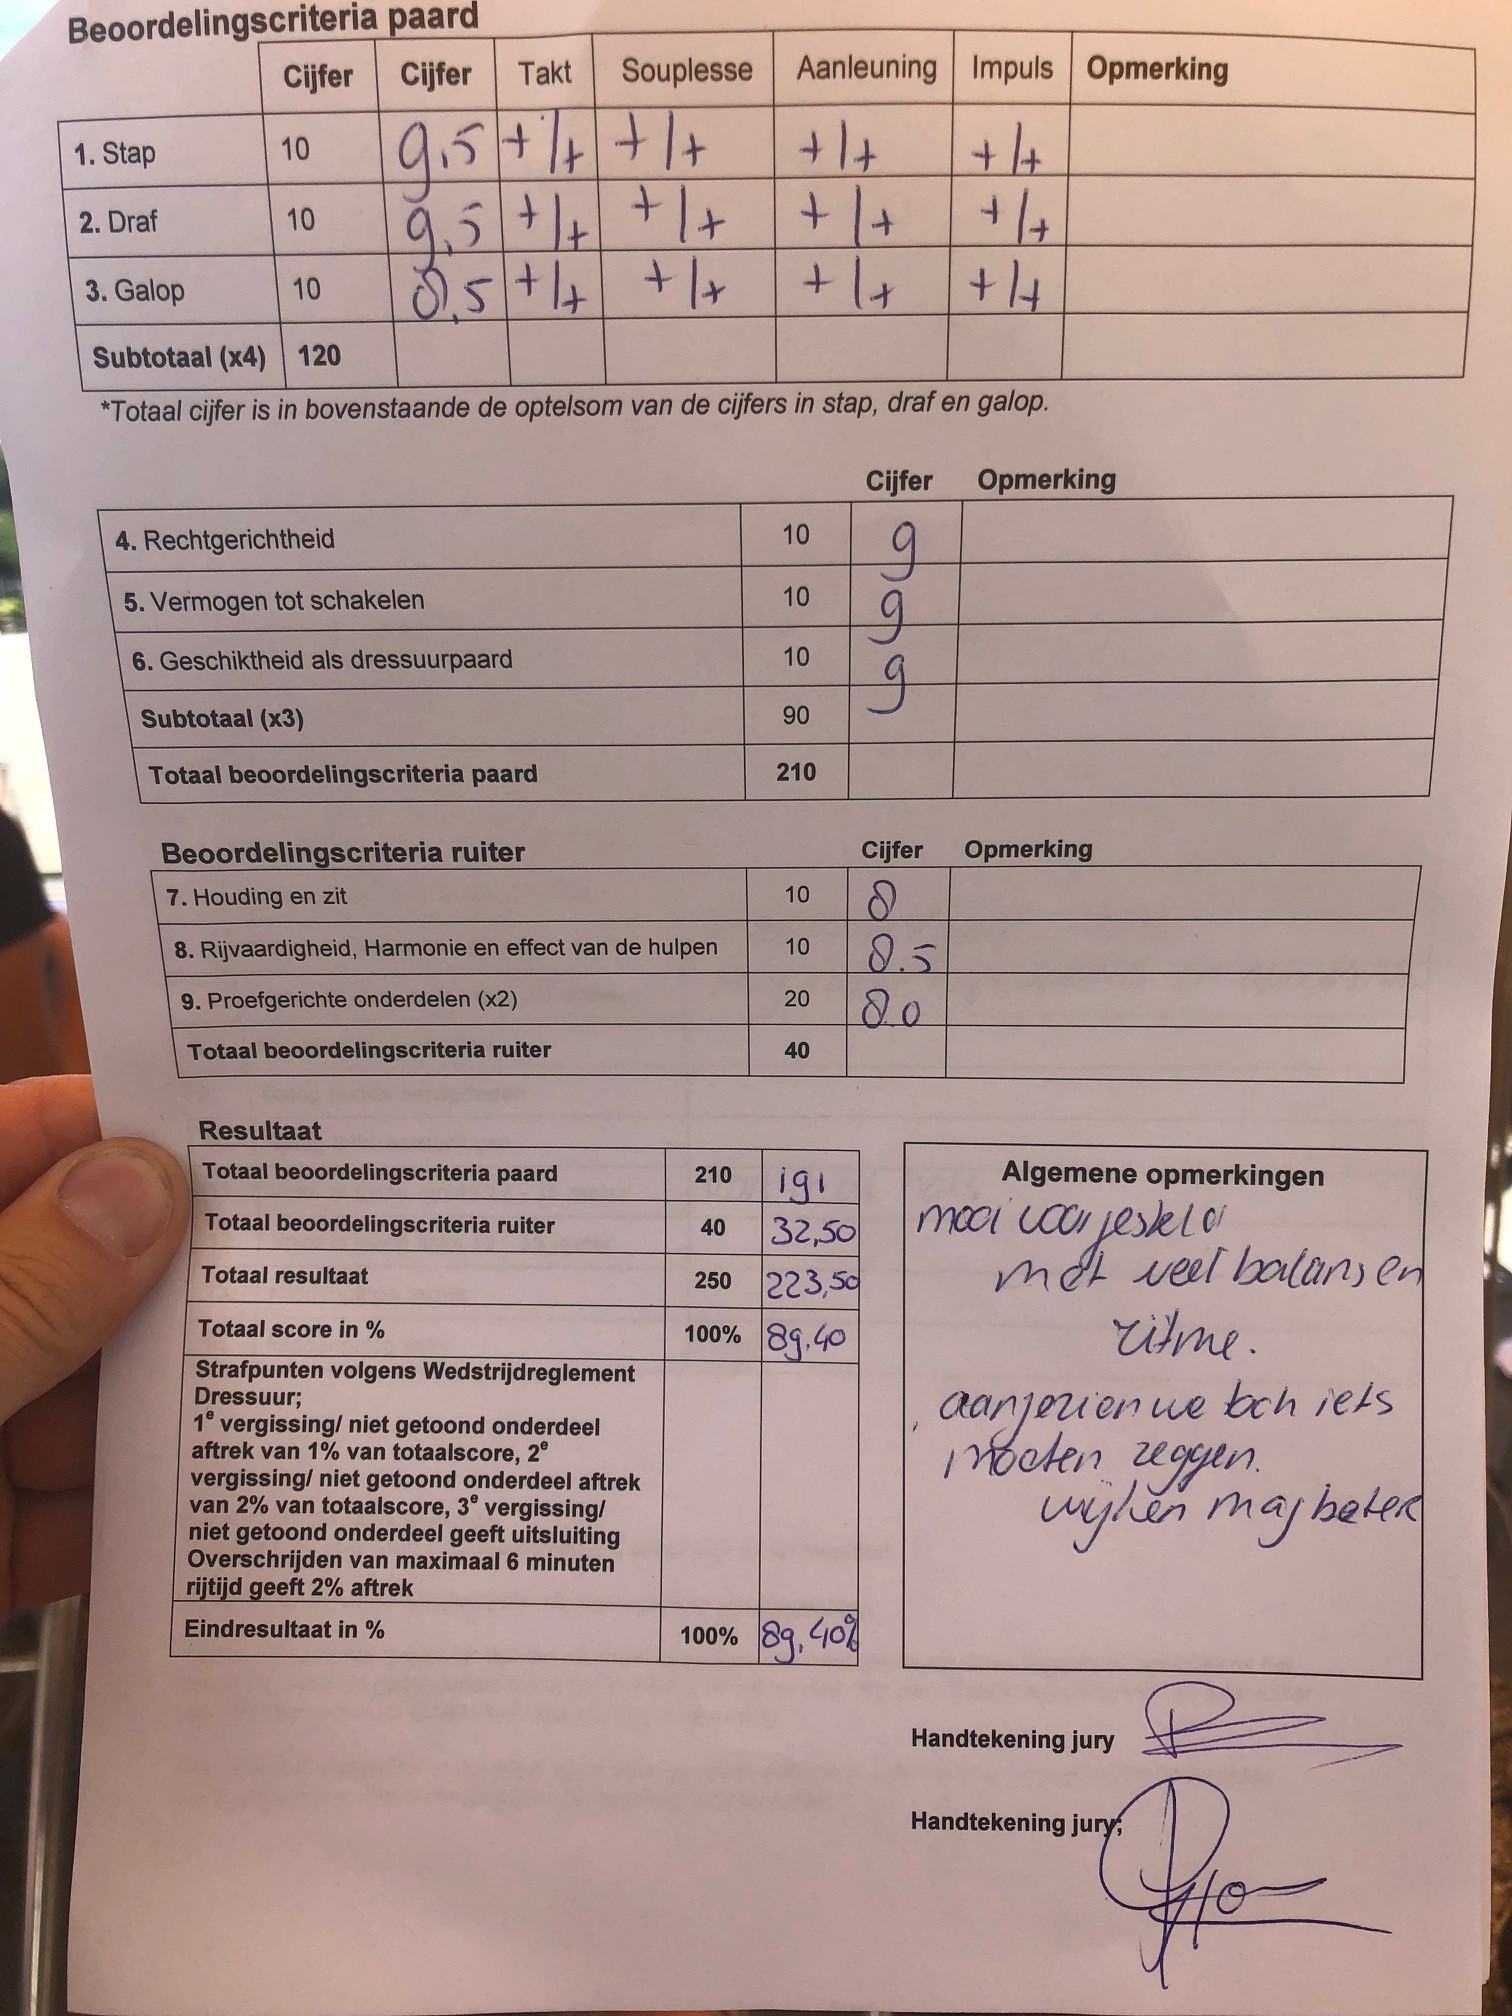 Beoordelingscriteria paard
Cijfer Cijfer Takt Souplesse Aanleuning Impuls Opmerking
1. Stap 10 9,5 +/+ +/+ +/+ +/+
2. Draf 10 9,5 +/+ +/+ +/+ +/+
3. Galop 10 8,5 +/+ +/+ +/+ +/+
Subtotaal (x4) 120
*Totaal cijfer is in bovenstaande de optelsom van de cijfers in stap, draf en galop.
Cijfer Opmerking
4. Rechtgerichtheid 10 9
5. Vermogen tot schakelen 10 9
6. Geschiktheid als dressuurpaard 10 9
Subtotaal (x3) 90
Totaal beoordelingscriteria paard 210
Beoordelingscriteria ruiter Cijfer Opmerking
7. Houding en zit 10 8
8. Rijvaardigheid, Harmonie en effect van de hulpen 10 8.5
9. Proefgerichte onderdelen (x2) 20 8.0
Totaal beoordelingscriteria ruiter 40
Resultaat
Totaal beoordelingscriteria paard 210 191
Totaal beoordelingscriteria ruiter 40 32,50
Totaal resultaat 250 223,50
Totaal score in % 100% 89.40
Strafpunten volgens Wedstrijdreglement
Dressuur;
1e vergissing/ niet getoond onderdeel
aftrek van 1% van totaalscore, 2e
vergissing/ niet getoond onderdeel aftrek
van 2% van totaalscore, 3e vergissing/
niet getoond onderdeel geeft uitsluiting
Overschrijden van maximaal 6 minuten
rijtijd geeft 2% aftrek
Eindresultaat in % 100% 89,40%
Algemene opmerkingen
mooi voorgesteld
met veel balans en
ritme.
aangezien we toch iets
moeten zeggen.
wijken mag beter
Handtekening jury
Handtekening jury;